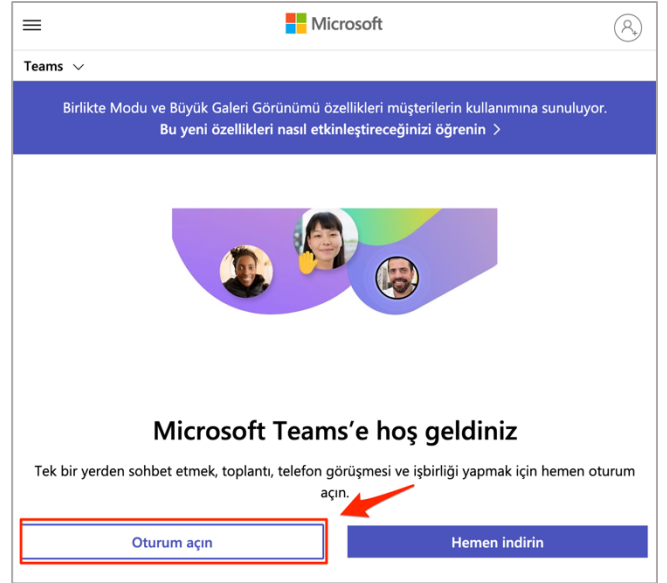 Microsoft
Teams
Birlikte Modu ve Büyük Galeri Görünümü özellikleri müşterilerin kullanımına sunuluyor.
Bu yeni özellikleri nasıl etkinleştireceğinizi öğrenin >
Microsoft Teams’e hoş geldiniz
Tek bir yerden sohbet etmek, toplantı, telefon görüşmesi ve işbirliği yapmak için hemen oturum
açın.
Oturum açın
Hemen indirin